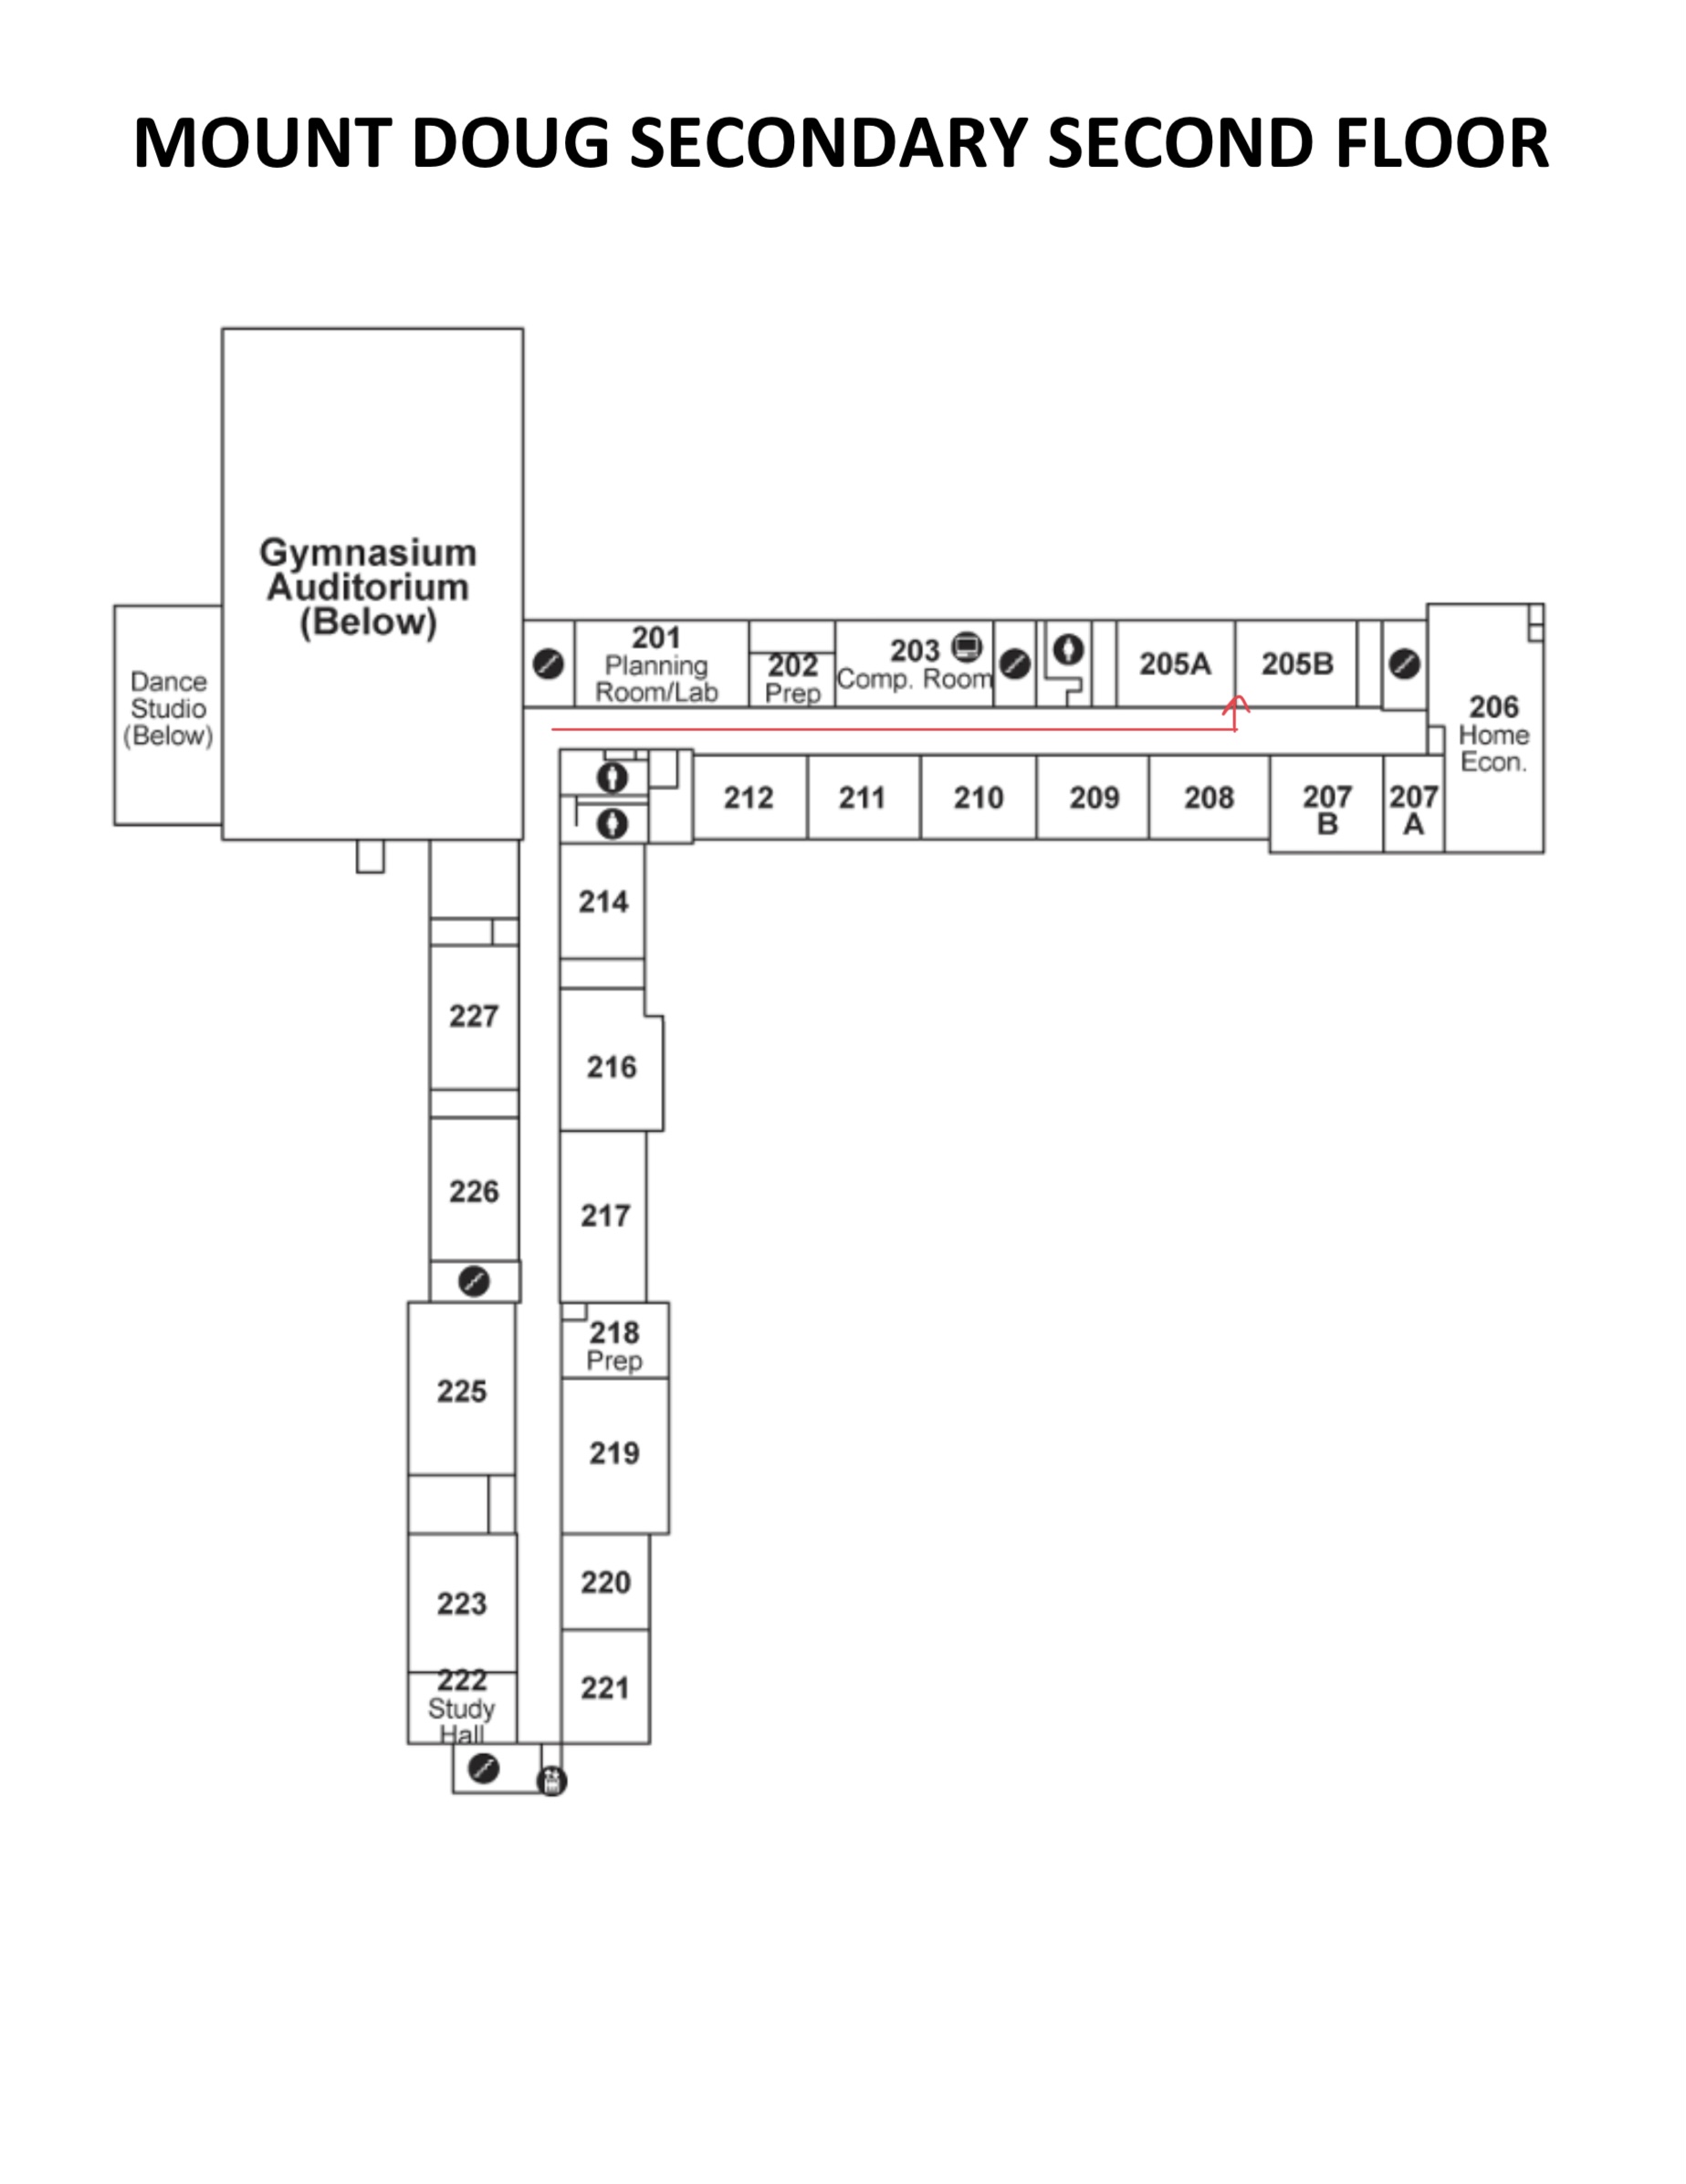 MOUNT DOUG SECONDARY SECOND FLOOR
Gymnasium
Auditorium
(Below)
Dance
Studio
(Below)
201
Planning
Room/Lab
202
Prep
203
Comp. Room
205A
205B
206
Home
Econ.
212
211
210
209
208
207
B
207
A
214
227
216
226
217
218
Prep
225
219
223
220
222
Study
Hall
221